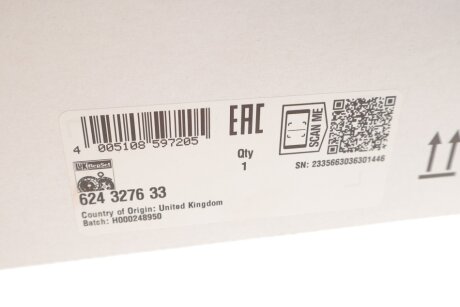 4 005108 597205
EAC
Qty
1
SCAN ME
SN: 2335663036301446
RepSet
624 3276 33
Country of Origin: United Kingdom
Batch: H000248950